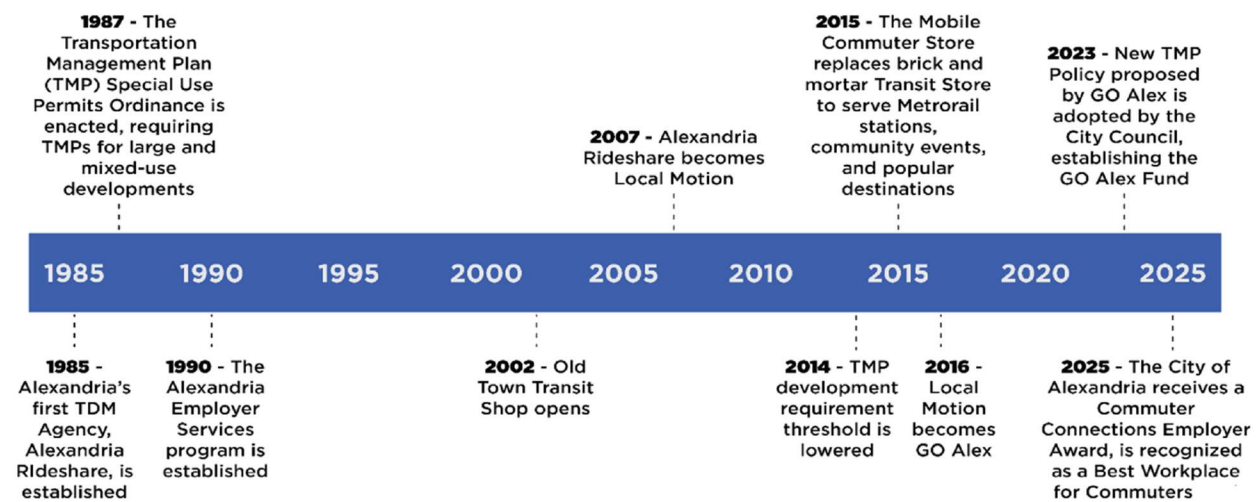 1987 - The
Transportation
Management Plan
(TMP) Special Use
Permits Ordinance is
enacted, requiring
TMPs for large and
mixed-use
developments
2007 - Alexandria
Rideshare becomes
Local Motion
2015 - The Mobile
Commuter Store
replaces brick and
mortar Transit Store
to serve Metrorail
stations,
community events,
and popular
destinations
2023 - New TMP
Policy proposed
by GO Alex is
adopted by the
City Council,
establishing the
GO Alex Fund
1985 1990 1995 2000 2005 2010 2015 2020 2025
1985 -
Alexandria's
first TDM
Agency,
Alexandria
RIdeshare, is
established
1990 - The
Alexandria
Employer
Services
program is
established
2002 - Old
Town Transit
Shop opens
2014 - TMP
development
requirement
threshold is
lowered
2016 -
Local
Motion
becomes
GO Alex
2025 - The City of
Alexandria receives a
Commuter
Connections Employer
Award, is recognized
as a Best Workplace
for Commuters